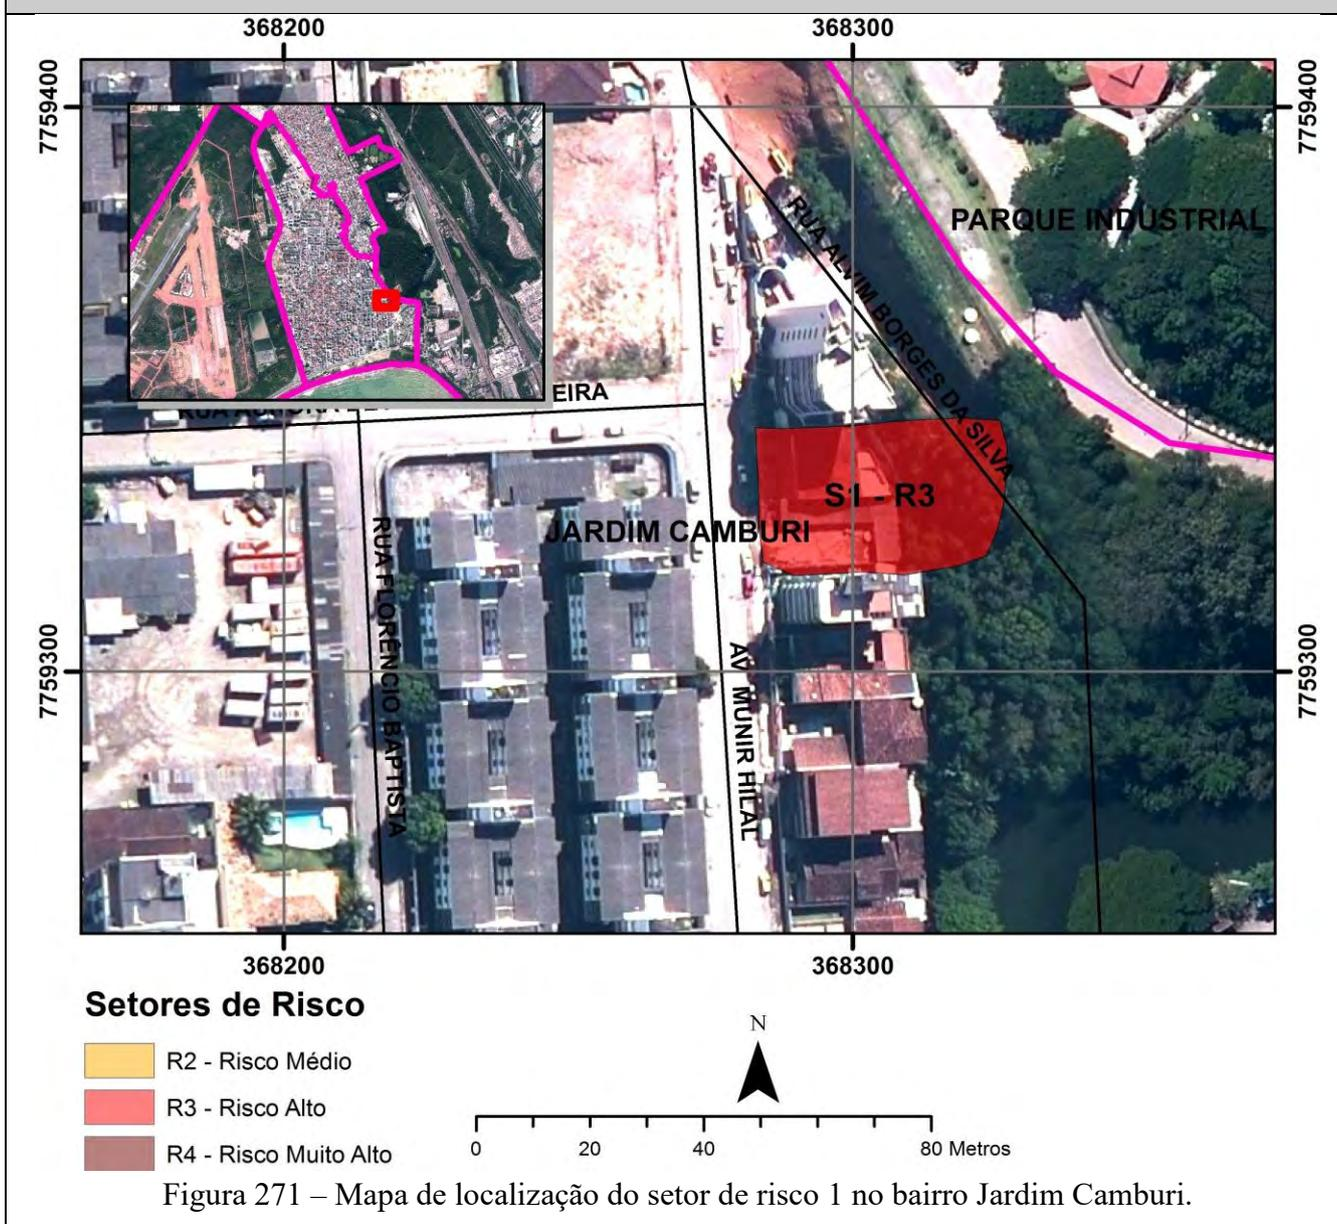 368200 368300
7759400 7759400
PARQUE INDUSTRIAL
RUA ALVIM BORGES DA SILVA
EIRA
S1 - R3
JARDIM CAMBURI
RUA FLORÊNCIO BAPTISTA
AV MUNIR HILAL
7759300 7759300
368200 368300
Setores de Risco
R2 - Risco Médio
R3 - Risco Alto
R4 - Risco Muito Alto
N
0 20 40 80 Metros
Figura 271 – Mapa de localização do setor de risco 1 no bairro Jardim Camburi.